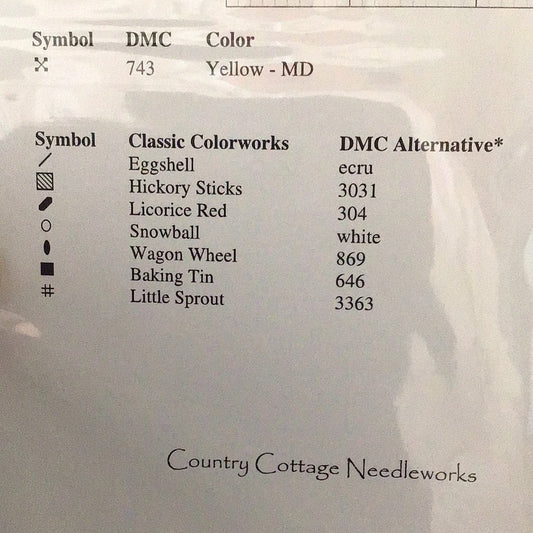 Symbol DMC Color
743 Yellow - MD
Symbol Classic Colorworks DMC Alternative*
/ Eggshell ecru
Hickory Sticks 3031
Licorice Red 304
Snowball white
Wagon Wheel 869
Baking Tin 646
# Little Sprout 3363
Country Cottage Needleworks